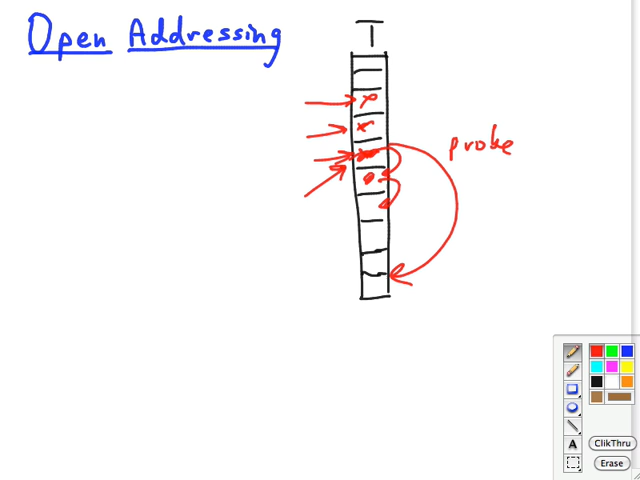 Open Addressing
T
probe
A
ClikThru
Erase